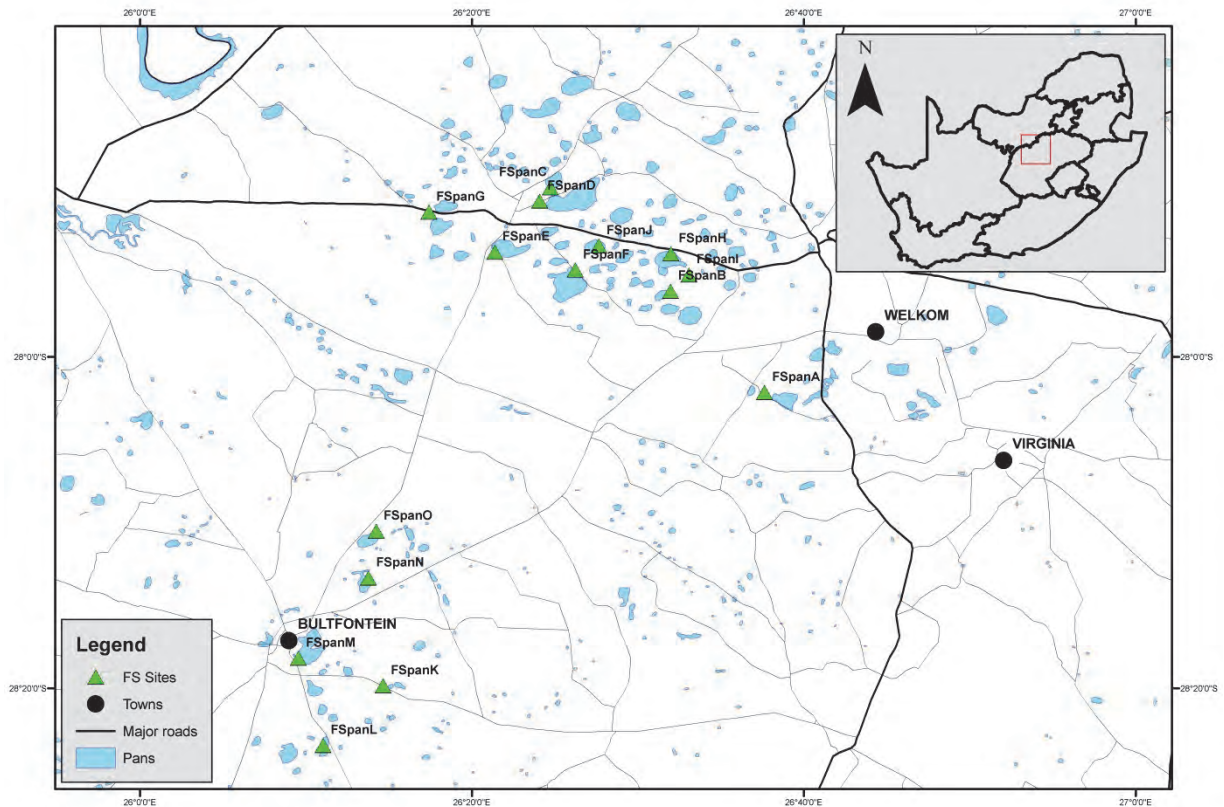 26°0'0"E
26°20'0"E
26°40'0"E
27°0'0"E
N
FSpanC
FSpanD
FSpanG
FSpanJ
FSpanE
FSpanH
FSpanF
FSpanI
FSpanB
WELKOM
28°0'0"S
28°0'0"S
FSpanA
VIRGINIA
FSpanO
FSpanN
BULTFONTEIN
FSpanM
FSpanK
28°20'0"S
28°20'0"S
FSpanL
Legend
FS Sites
Towns
Major roads
Pans
26°0'0"E
26°20'0"E
26°40'0"E
27°0'0"E